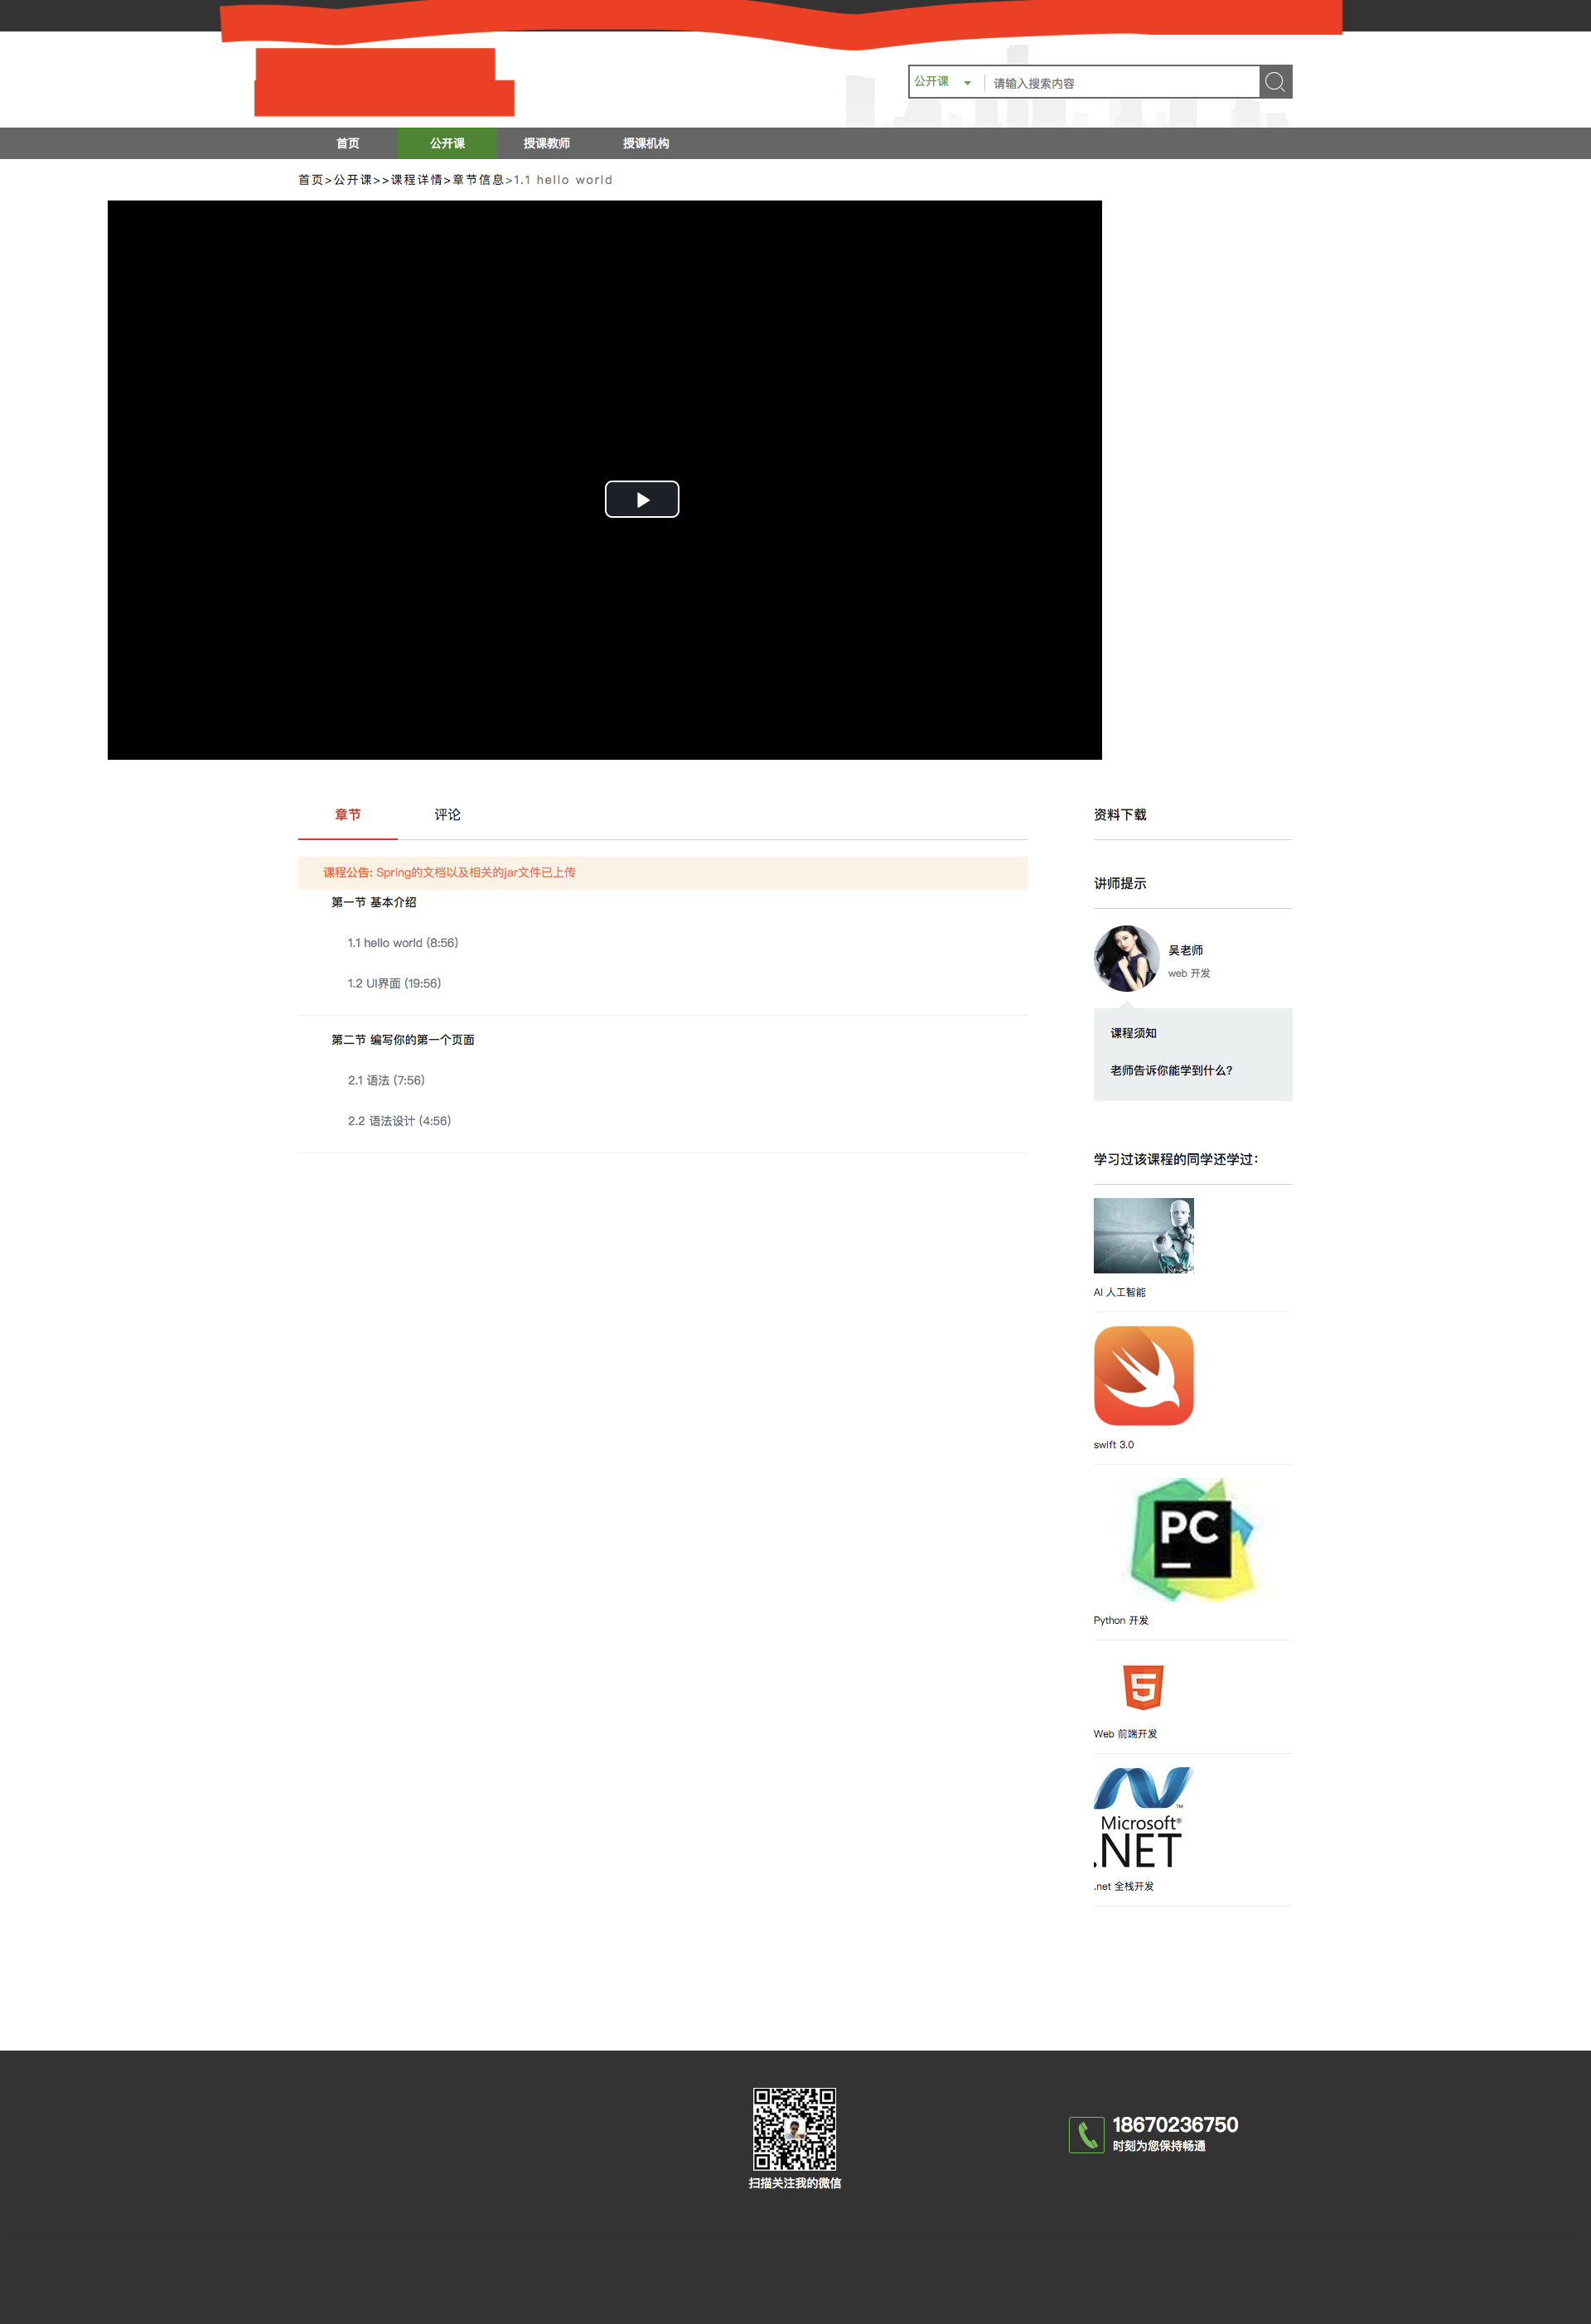 公开课
请输入搜索内容
首页 公开课 授课教师 授课机构
首页>公开课>>课程详情>章节信息>1.1 hello world
章节 评论
课程公告: Spring的文档以及相关的jar文件已上传
第一节 基本介绍
1.1 hello world (8:56)
1.2 UI界面 (19:56)
第二节 编写你的第一个页面
2.1 语法 (7:56)
2.2 语法设计 (4:56)
资料下载
讲师提示
吴老师
web 开发
课程须知
老师告诉你能学到什么?
学习过该课程的同学还学过：
AI 人工智能
swift 3.0
PC
Python 开发
5
Web 前端开发
Microsoft®
.NET
.net 全栈开发
扫描关注我的微信
18670236750
时刻为您保持畅通